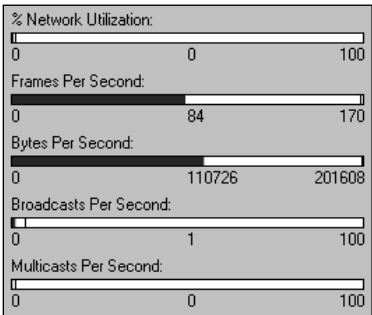 % Network Utilization:
0 0 100
Frames Per Second:
0 84 170
Bytes Per Second:
0 110726 201608
Broadcasts Per Second:
0 1 100
Multicasts Per Second:
0 0 100